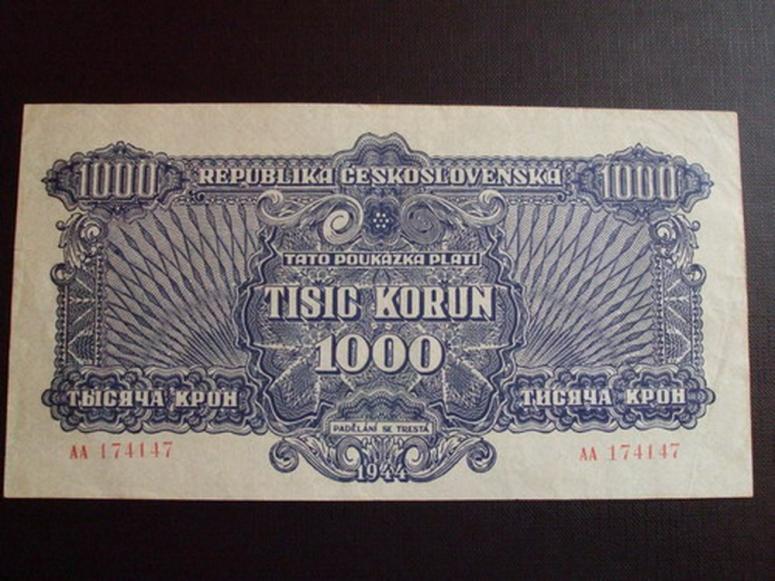 1000 REPUBLIKA ČESKOSLOVENSKÁ 1000
TATO POUKÁZKA PLATÍ
TISIC KORUN
1000
ТЫСЯЧА КРОН ТИСЯЧА КРОН
PADĚLÁNÍ SE TRESTÁ
AA 174147 AA 174147
1944